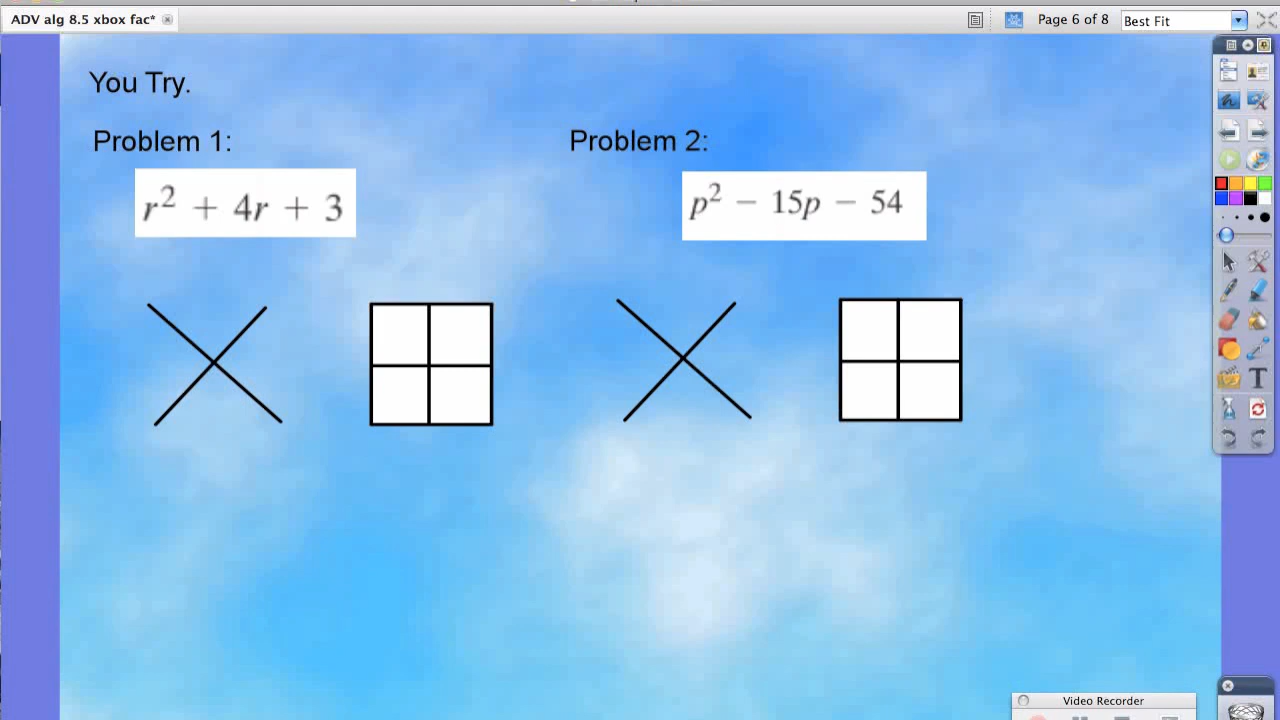 ADV alg 8.5 xbox fac*
Page 6 of 8
Best Fit
You Try.
Problem 1:
Problem 2:
r² + 4r + 3
p² − 15p − 54
T
Video Recorder